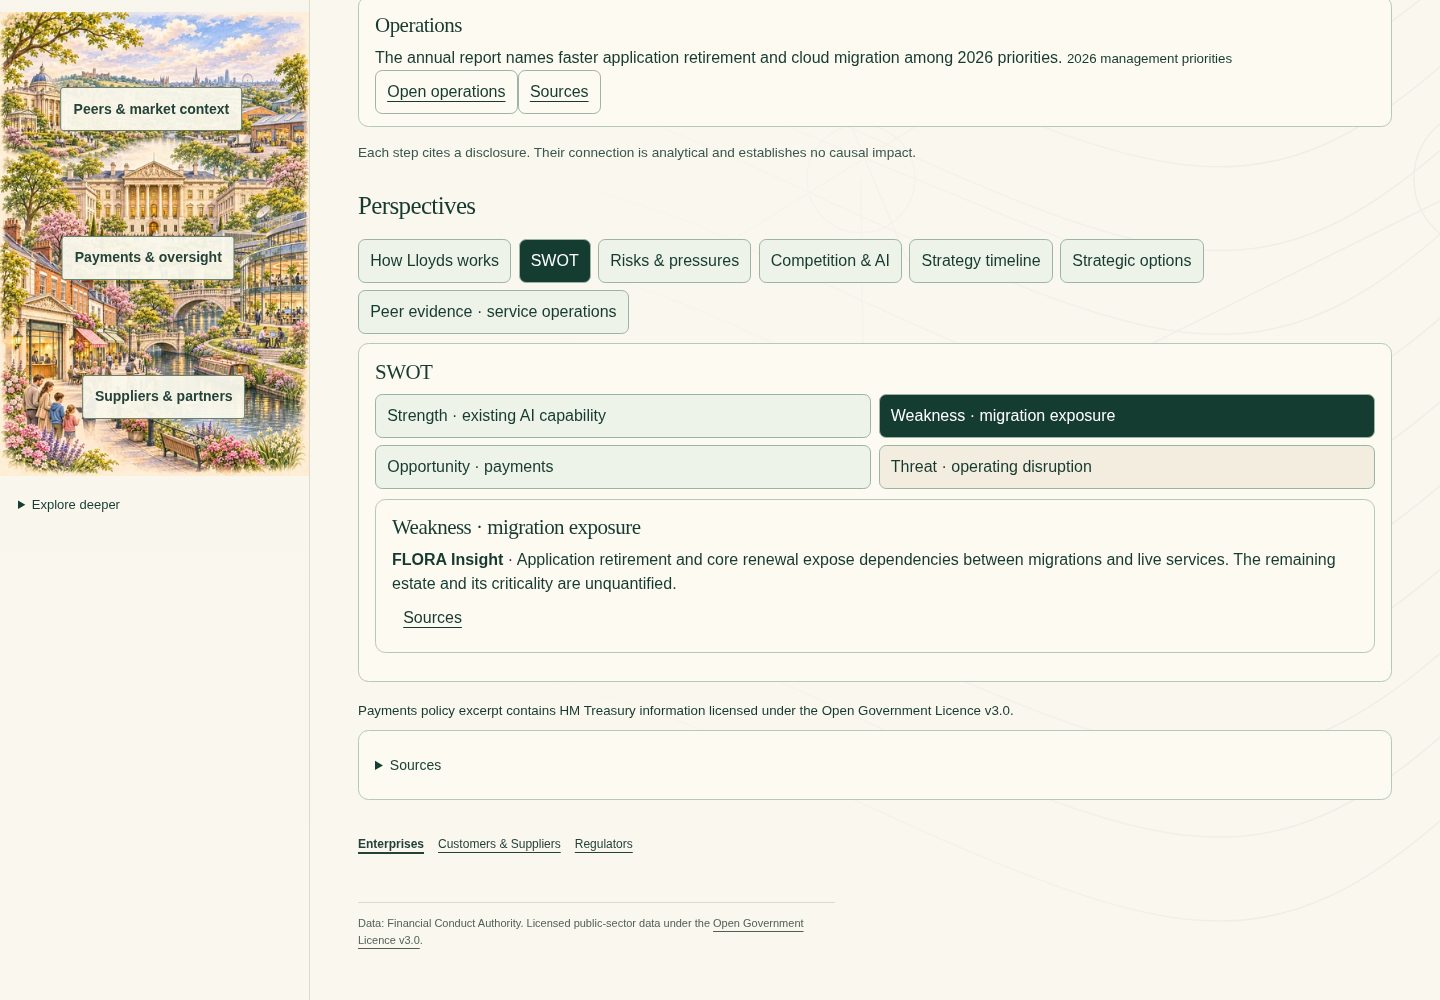 Peers & market context
Payments & oversight
Suppliers & partners
▶ Explore deeper
Operations
The annual report names faster application retirement and cloud migration among 2026 priorities. 2026 management priorities
Open operations Sources
Each step cites a disclosure. Their connection is analytical and establishes no causal impact.
Perspectives
How Lloyds works SWOT Risks & pressures Competition & AI Strategy timeline Strategic options
Peer evidence · service operations
SWOT
Strength · existing AI capability Weakness · migration exposure
Opportunity · payments Threat · operating disruption
Weakness · migration exposure
FLORA Insight · Application retirement and core renewal expose dependencies between migrations and live services. The remaining
estate and its criticality are unquantified.
Sources
Payments policy excerpt contains HM Treasury information licensed under the Open Government Licence v3.0.
▶ Sources
Enterprises Customers & Suppliers Regulators
Data: Financial Conduct Authority. Licensed public-sector data under the Open Government
Licence v3.0.